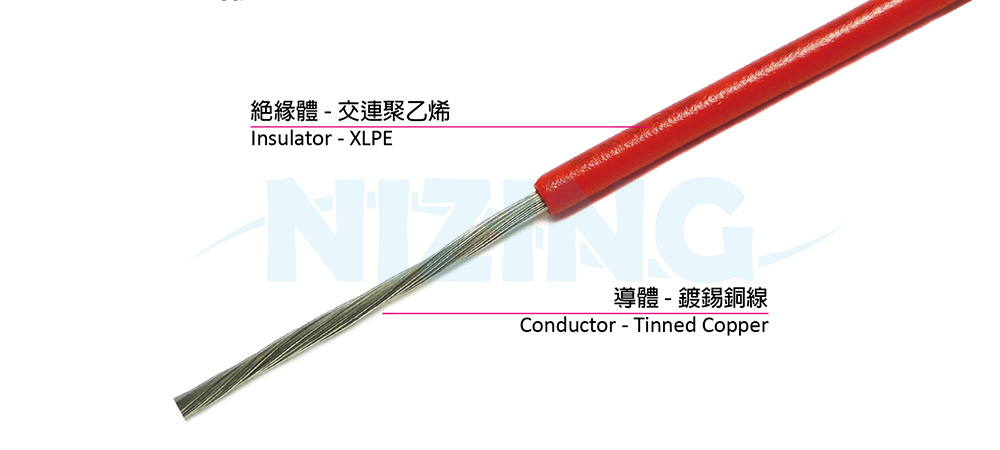 絕緣體 - 交連聚乙烯
Insulator - XLPE
NIZING
導體 - 鍍錫銅線
Conductor - Tinned Copper